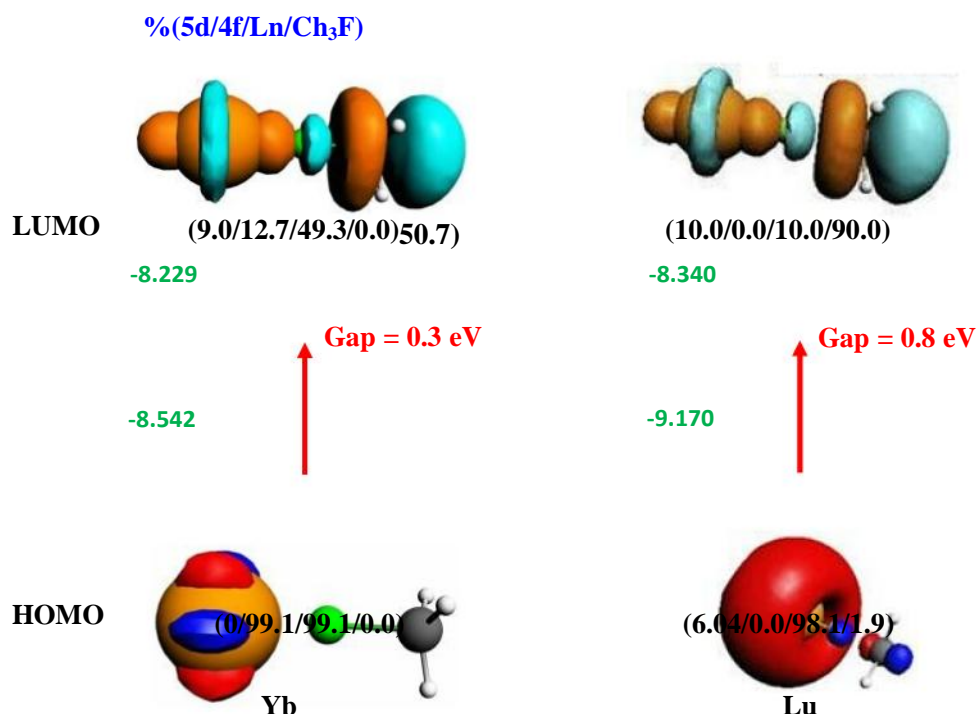 %(5d/4f/Ln/Ch₃F)
LUMO (9.0/12.7/49.3/0.0) 50.7) (10.0/0.0/10.0/90.0)
-8.229 -8.340
Gap = 0.3 eV Gap = 0.8 eV
-8.542 -9.170
HOMO (0/99.1/99.1/0.0) (6.04/0.0/98.1/1.9)
Yb Lu